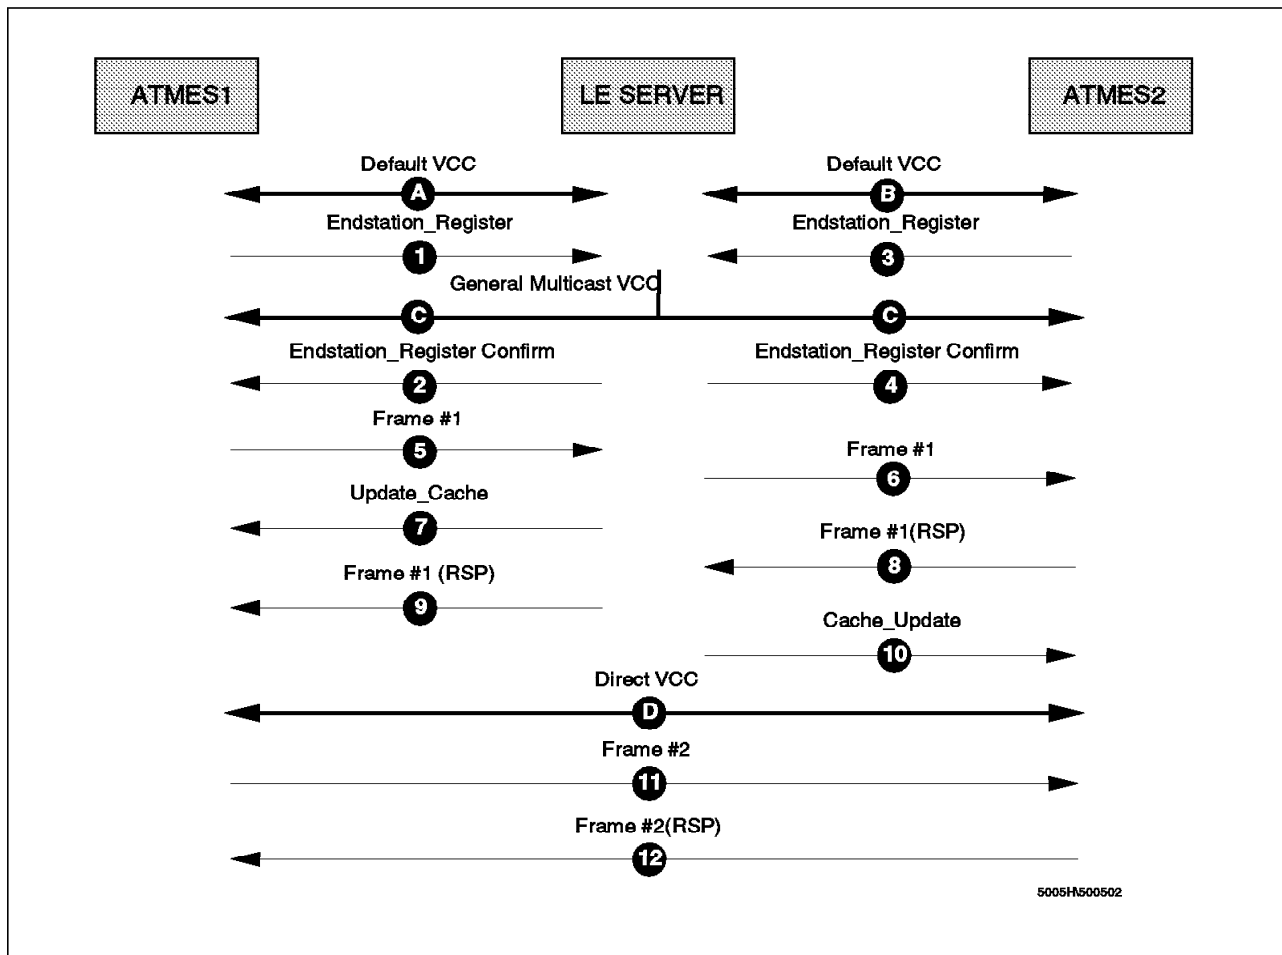 ATMES1 LE SERVER ATMES2
Default VCC Default VCC
A B
Endstation_Register Endstation_Register
1 3
General Multicast VCC
C C
Endstation_Register Confirm Endstation_Register Confirm
2 4
Frame #1
5
Frame #1
6
Update_Cache
7
Frame #1(RSP)
8
Frame #1 (RSP)
9
Cache_Update
10
Direct VCC
D
Frame #2
11
Frame #2(RSP)
12
5005H\500502